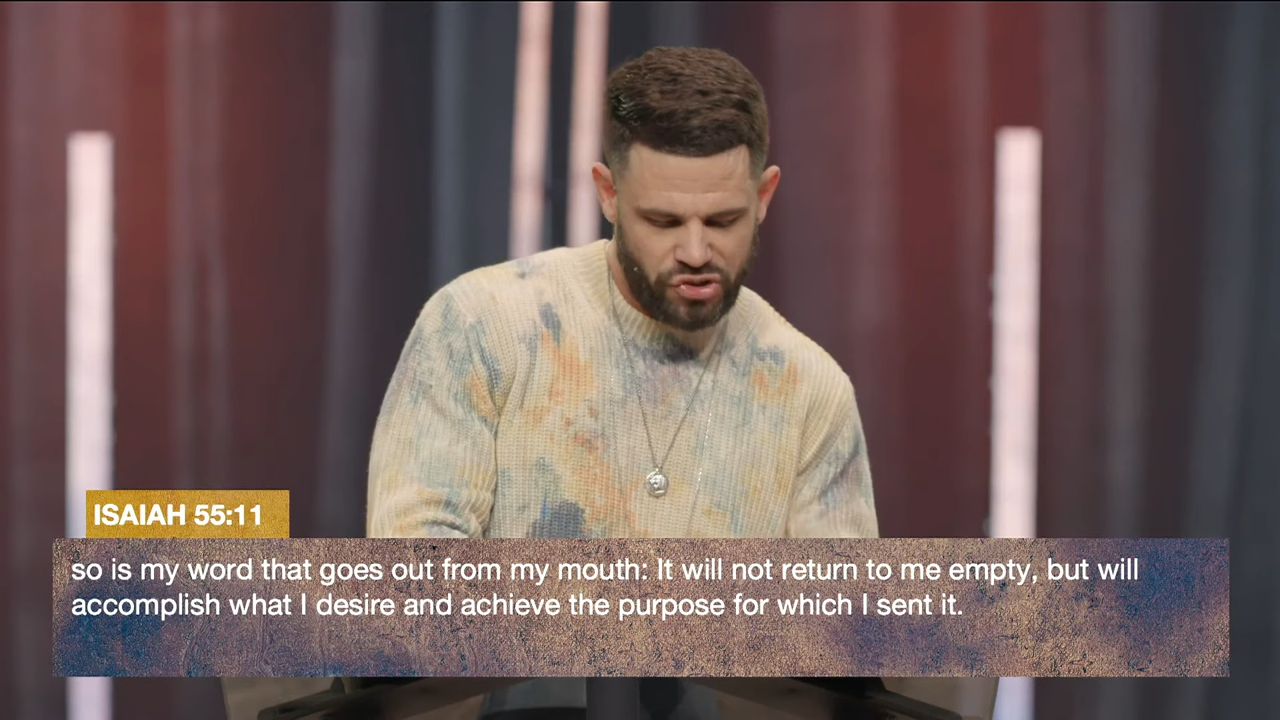 ISAIAH 55:11
so is my word that goes out from my mouth: It will not return to me empty, but will
accomplish what I desire and achieve the purpose for which I sent it.